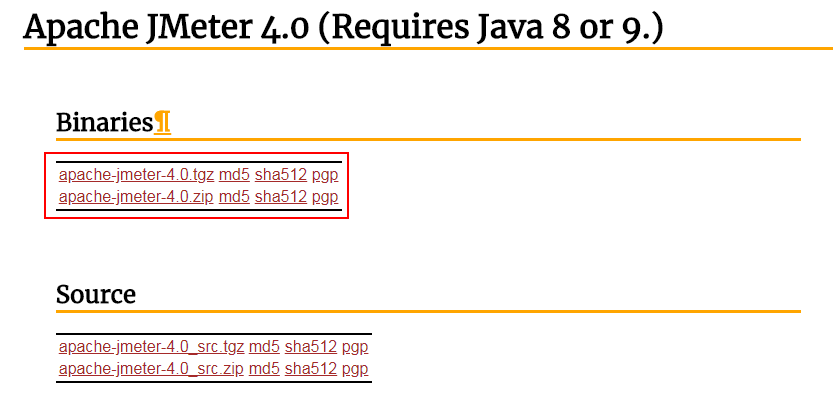 Apache JMeter 4.0 (Requires Java 8 or 9.)
Binaries¶
apache-jmeter-4.0.tgz md5 sha512 pgp
apache-jmeter-4.0.zip md5 sha512 pgp
Source
apache-jmeter-4.0_src.tgz md5 sha512 pgp
apache-jmeter-4.0_src.zip md5 sha512 pgp